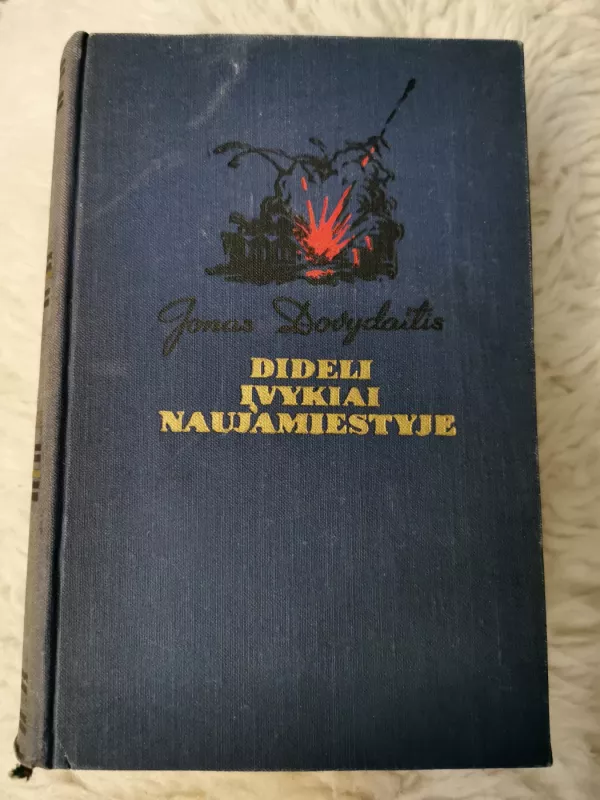 Jonas Dovydaitis
DIDELI
ĮVYKIAI
NAUJAMIESTYJE